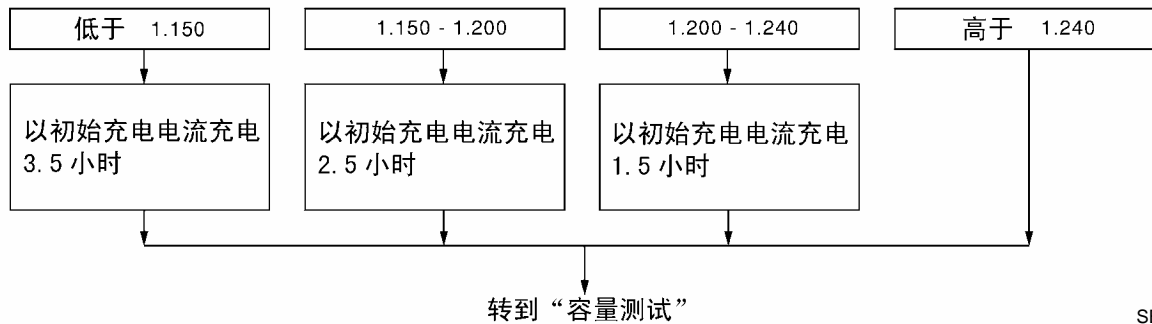 低于 1.150
1.150 - 1.200
1.200 - 1.240
高于 1.240
以初始充电电流充电
3.5 小时
以初始充电电流充电
2.5 小时
以初始充电电流充电
1.5 小时
转到“容量测试”